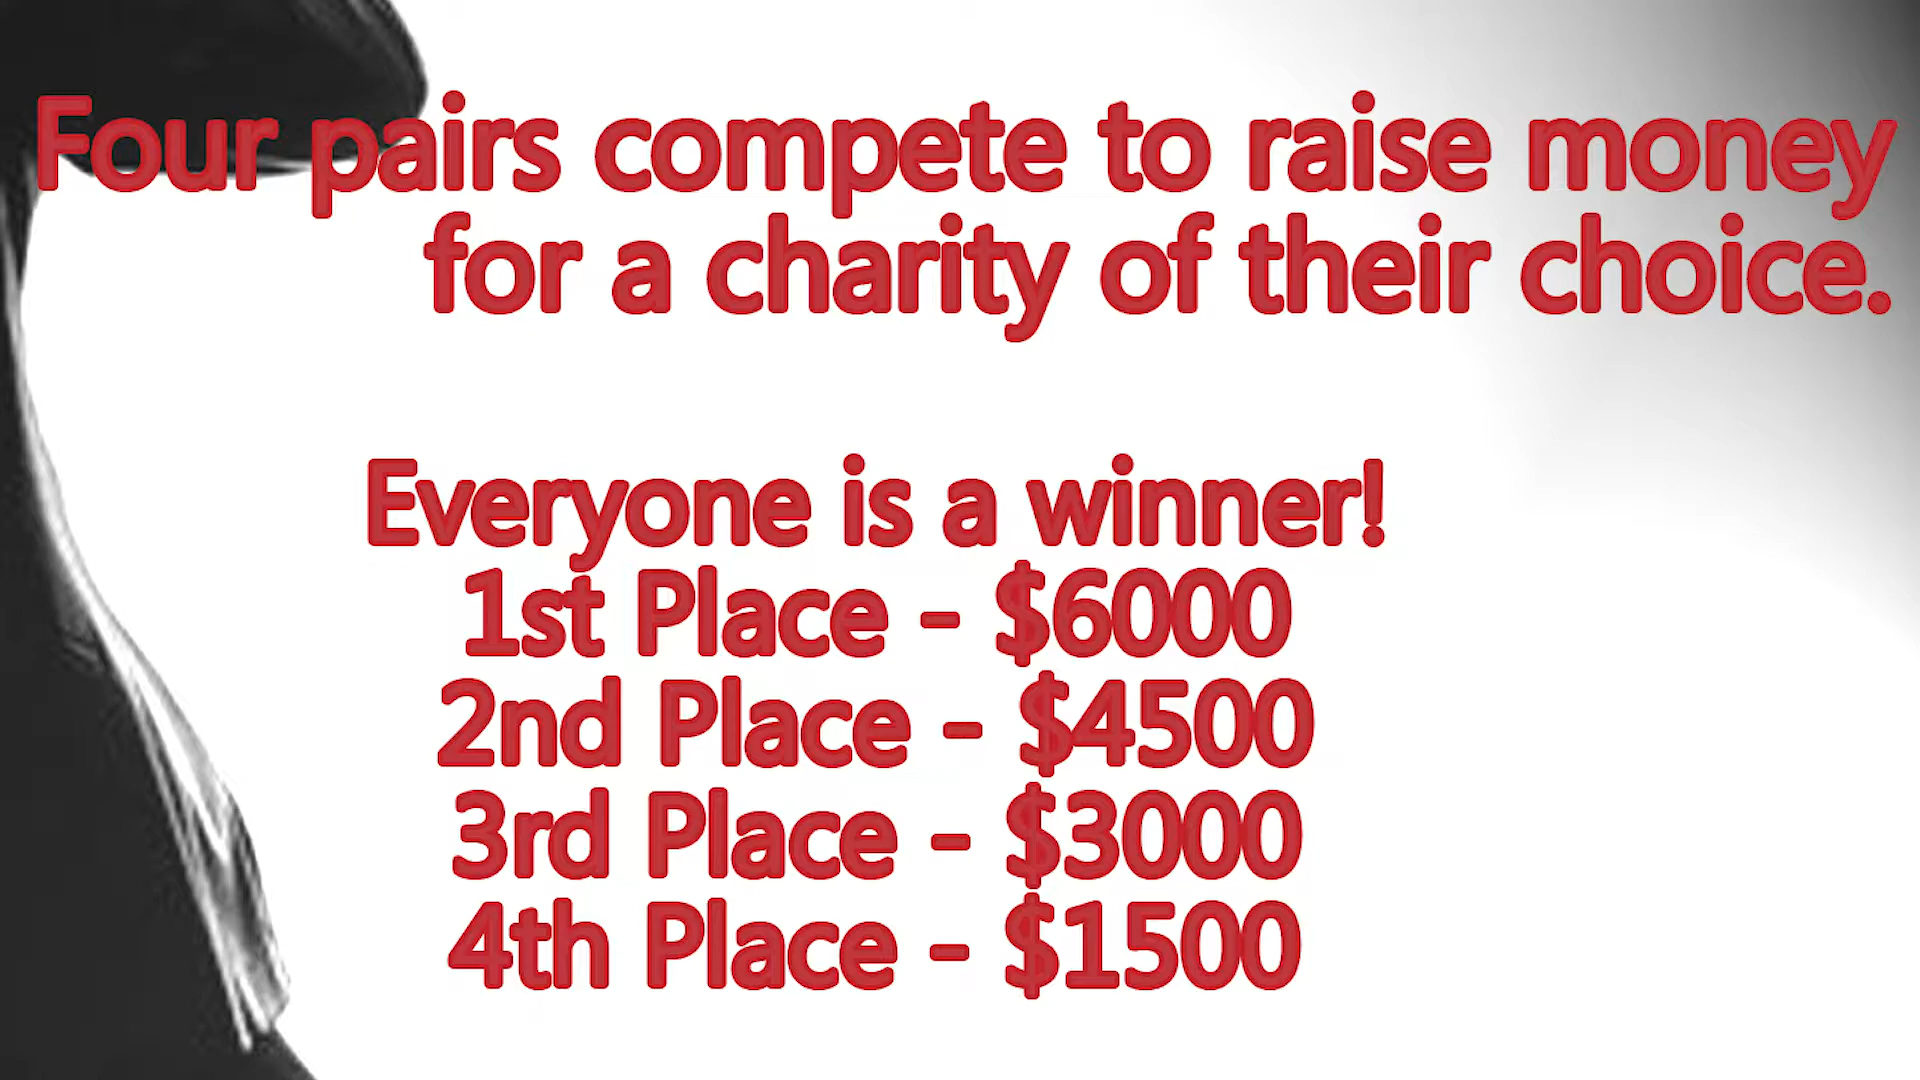 Four pairs compete to raise money
for a charity of their choice.
Everyone is a winner!
1st Place - $6000
2nd Place - $4500
3rd Place - $3000
4th Place - $1500